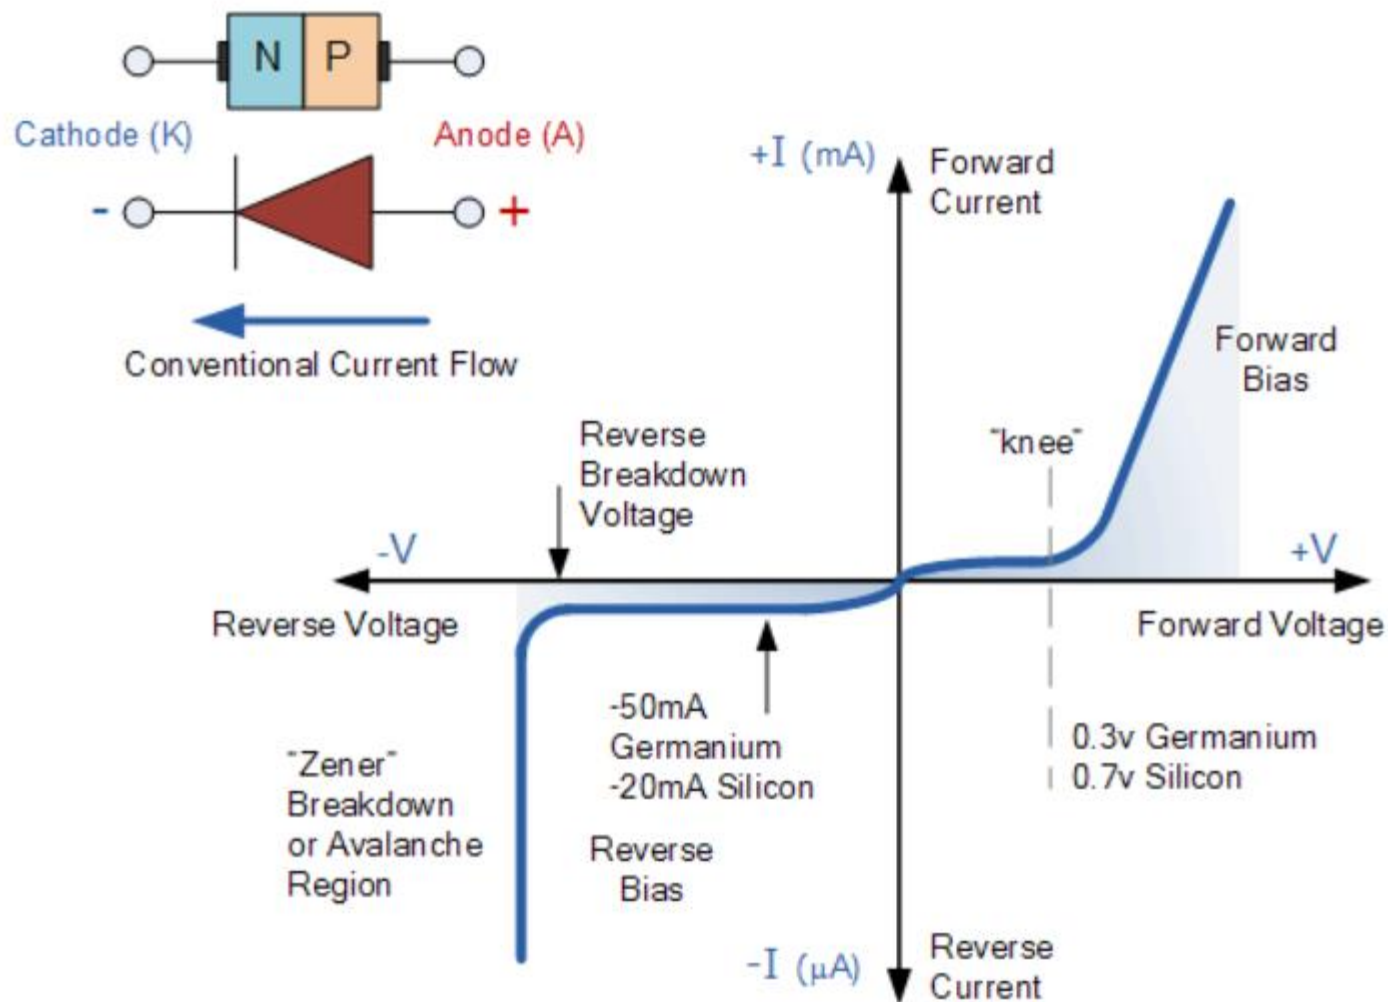 N P
Cathode (K)
Anode (A)
- +
Conventional Current Flow
+I (mA)
Forward
Current
Forward
Bias
"knee"
Reverse
Breakdown
Voltage
-V
+V
Reverse Voltage
Forward Voltage
-50mA
Germanium
-20mA Silicon
0.3v Germanium
0.7v Silicon
"Zener"
Breakdown
or Avalanche
Region
Reverse
Bias
-I (µA)
Reverse
Current